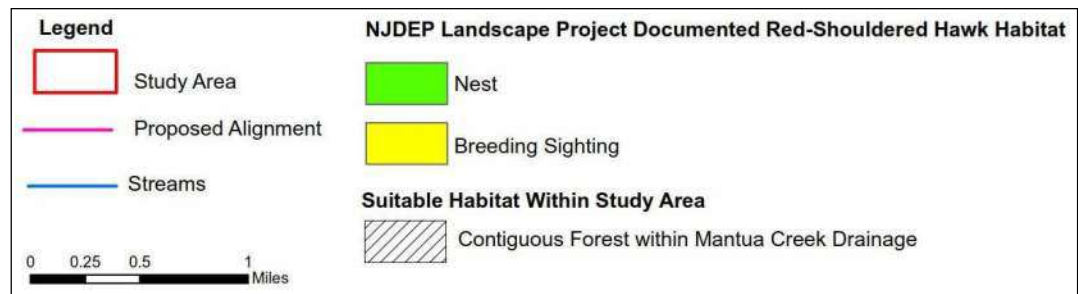 Legend
Study Area
Proposed Alignment
Streams
0 0.25 0.5 1
Miles
NJDEP Landscape Project Documented Red-Shouldered Hawk Habitat
Nest
Breeding Sighting
Suitable Habitat Within Study Area
Contiguous Forest within Mantua Creek Drainage